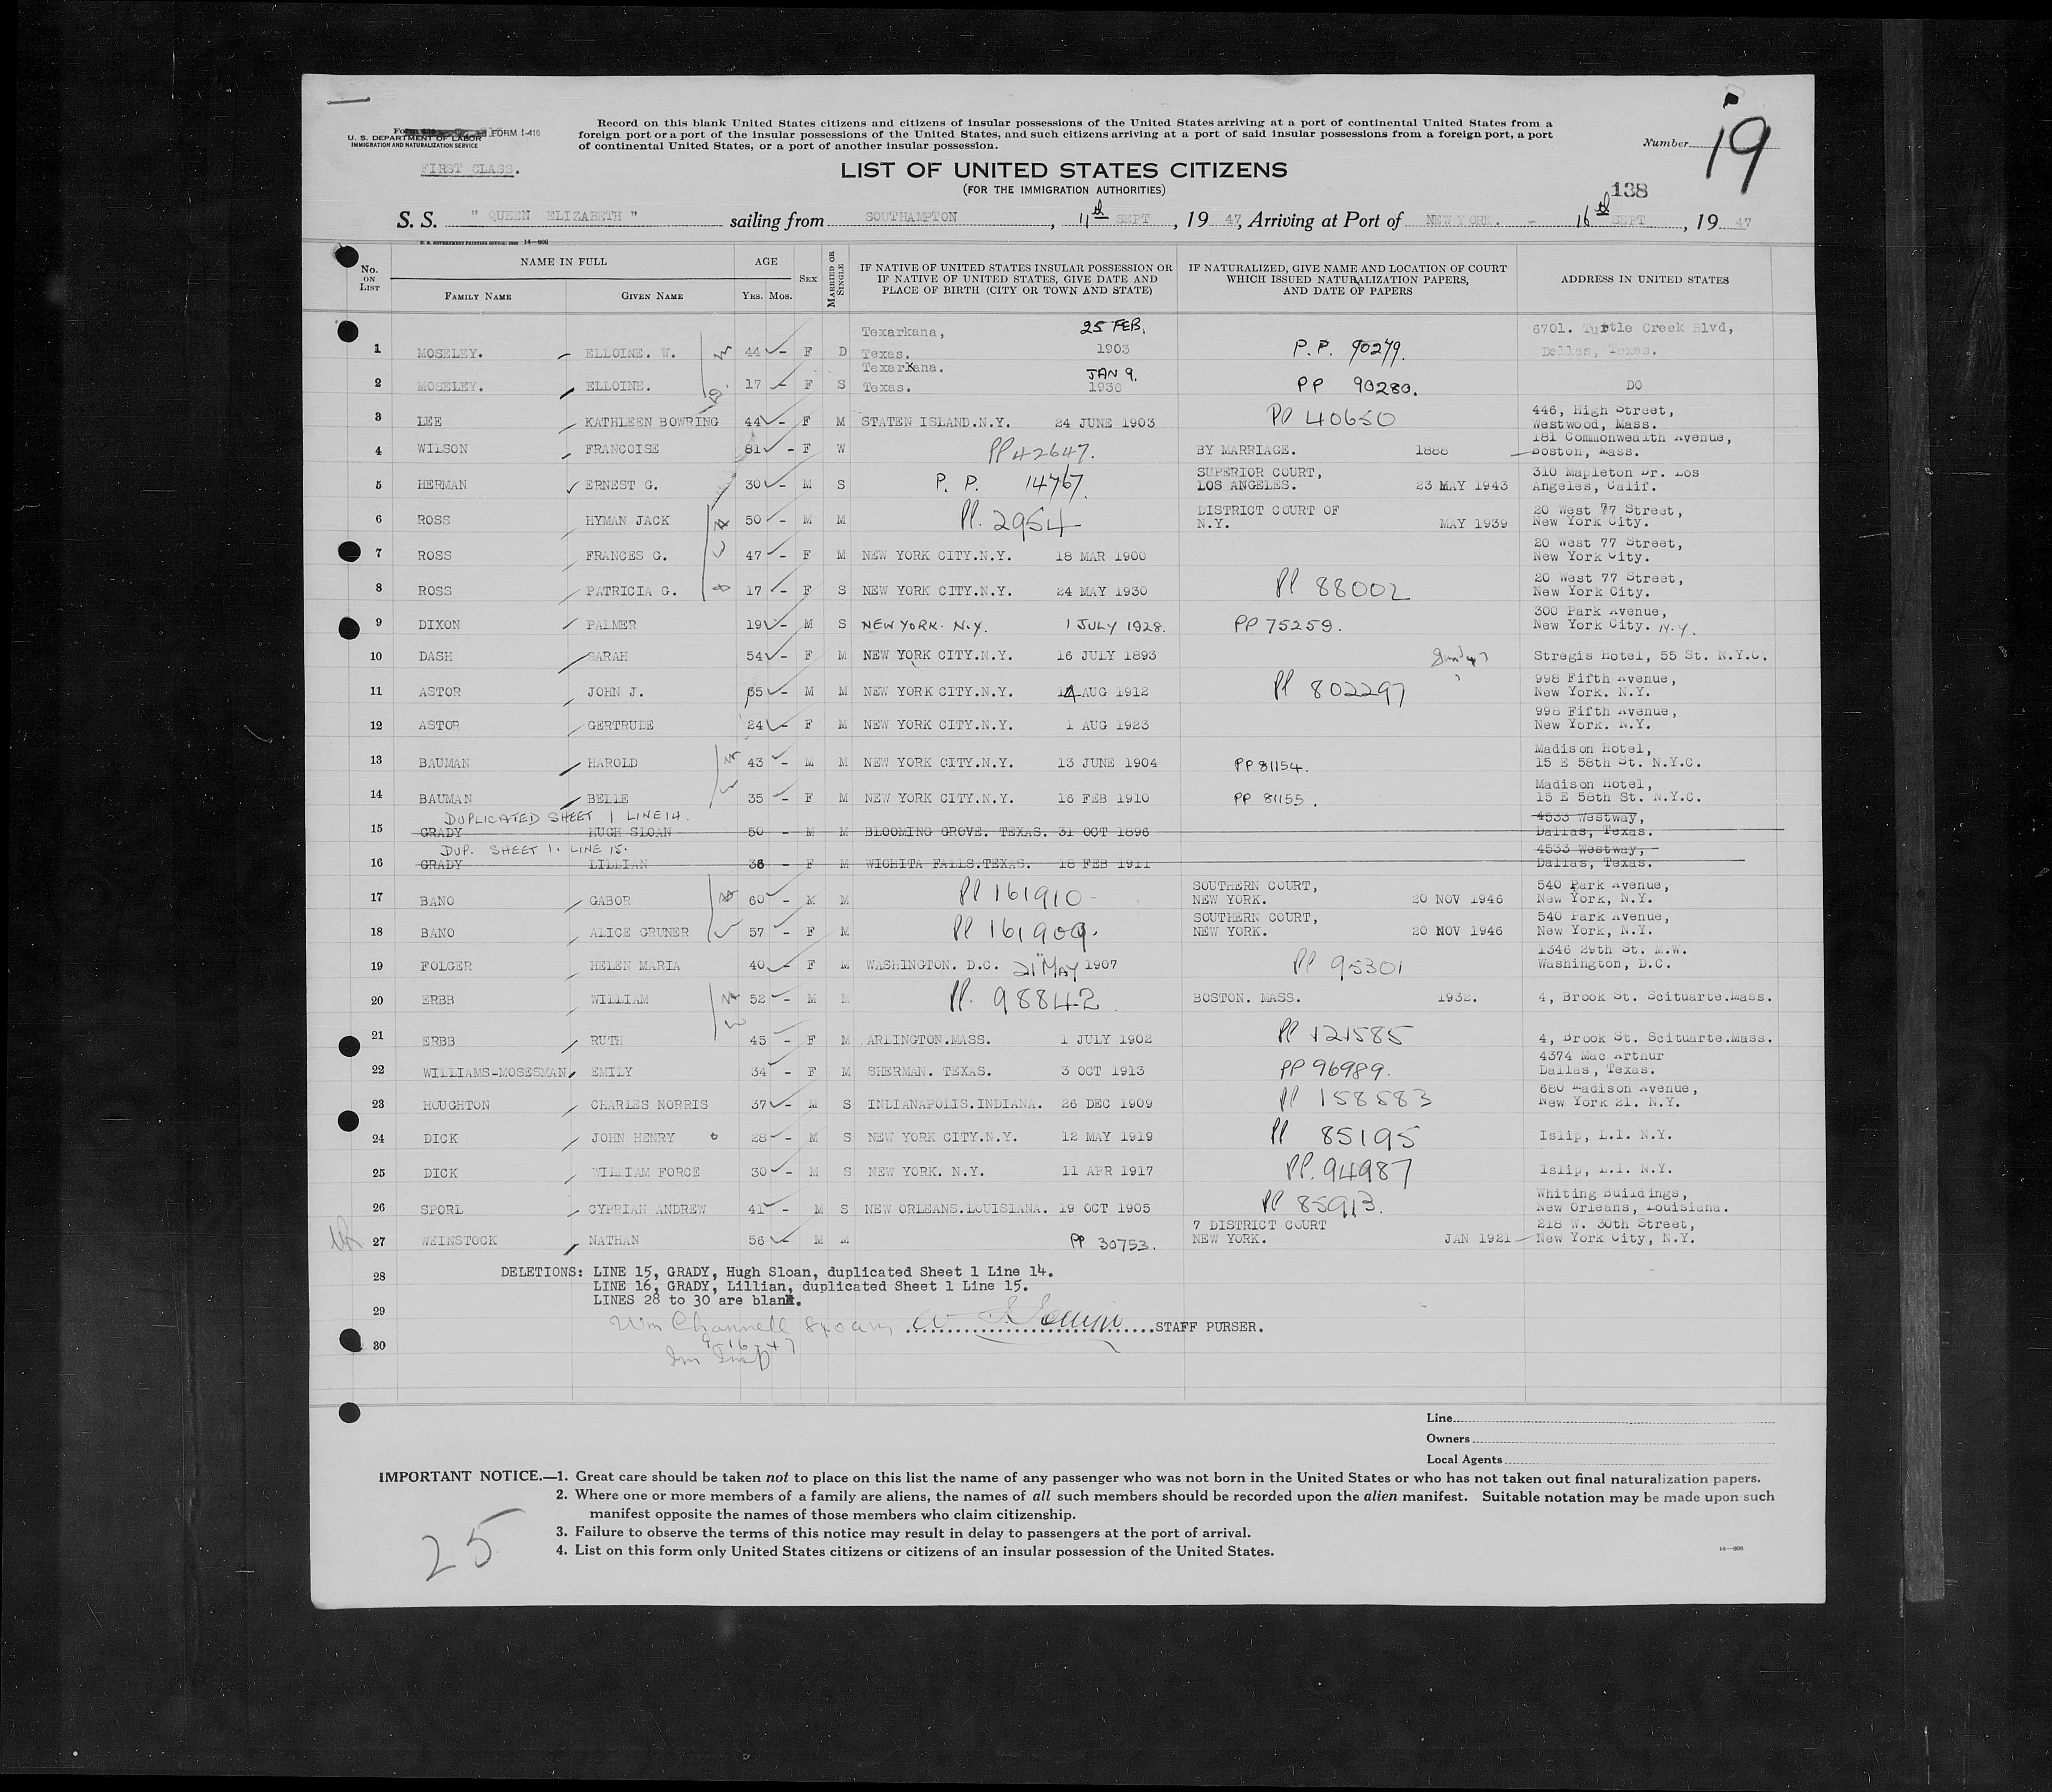 Form 630 FORM I-416
U. S. DEPARTMENT OF LABOR
IMMIGRATION AND NATURALIZATION SERVICE
FIRST CLASS.
Record on this blank United States citizens and citizens of insular possessions of the United States arriving at a port of continental United States from a
foreign port or a port of the insular possessions of the United States, and such citizens arriving at a port of said insular possessions from a foreign port, a port
of continental United States, or a port of another insular possession.
Number 19
LIST OF UNITED STATES CITIZENS
(FOR THE IMMIGRATION AUTHORITIES)
138
S. S. " QUEEN ELIZABETH " sailing from SOUTHAMPTON, 11th SEPT, 19 47, Arriving at Port of NEW YORK. - 16th SEPT, 19 47
U. S. GOVERNMENT PRINTING OFFICE: 14—608
No. ON LIST NAME IN FULL AGE SEX MARRIED OR SINGLE IF NATIVE OF UNITED STATES INSULAR POSSESSION OR IF NATIVE OF UNITED STATES, GIVE DATE AND PLACE OF BIRTH (CITY OR TOWN AND STATE) IF NATURALIZED, GIVE NAME AND LOCATION OF COURT WHICH ISSUED NATURALIZATION PAPERS, AND DATE OF PAPERS ADDRESS IN UNITED STATES
FAMILY NAME GIVEN NAME YRS. MOS.
1 MOSELEY. ELLOINE. W. 44 - F D Texarkana, Texas. 25 FEB. 1903 P.P. 90279. 6701. Turtle Creek Blvd, Dallas, Texas.
2 MOSELEY. ELLOINE. 17 - F S Texarkana. Texas. JAN 9. 1930 PP 90280. DO
3 LEE KATHLEEN BOWRING 44 - F M STATEN ISLAND.N.Y. 24 JUNE 1903 PP 40650 446, High Street, Westwood, Mass.
4 WILSON FRANCOISE 81 - F W PP 42647. BY MARRIAGE. 1888 181 Commonwealth Avenue, Boston, Mass.
5 HERMAN ERNEST G. 30 - M S P. P. 14767. SUPERIOR COURT, LOS ANGELES. 23 MAY 1943 310 Mapleton Dr. Los Angeles, Calif.
6 ROSS HYMAN JACK 50 - M M PP. 2954 DISTRICT COURT OF N.Y. MAY 1939 20 West 77 Street, New York City.
7 ROSS FRANCES G. 47 - F M NEW YORK CITY.N.Y. 18 MAR 1900 20 West 77 Street, New York City.
8 ROSS PATRICIA G. 17 - F S NEW YORK CITY.N.Y. 24 MAY 1930 PP 88002 20 West 77 Street, New York City.
9 DIXON PALMER 19 - M S NEW YORK. N.Y. 1 JULY 1928. PP 75259. 300 Park Avenue, New York City. N.Y.
10 DASH SARAH 54 - F M NEW YORK CITY.N.Y. 16 JULY 1893 Stregis Hotel, 55 St. N.Y.C.
11 ASTOR JOHN J. 35 - M M NEW YORK CITY.N.Y. 14 AUG 1912 PP 802297 998 Fifth Avenue, New York. N.Y.
12 ASTOR GERTRUDE 24 - F M NEW YORK CITY.N.Y. 1 AUG 1923 998 Fifth Avenue, New York. N.Y.
13 BAUMAN HAROLD 43 - M M NEW YORK CITY.N.Y. 13 JUNE 1904 PP 81154. Madison Hotel, 15 E 58th St. N.Y.C.
14 BAUMAN BELLE 35 - F M NEW YORK CITY.N.Y. 16 FEB 1910 PP 81155. Madison Hotel, 15 E 58th St. N.Y.C.
DUPLICATED SHEET 1 LINE 14.
15 GRADY HUGH SLOAN 50 - M M BLOOMING GROVE. TEXAS. 31 OCT 1896 4533 Westway, Dallas, Texas.
DUP. SHEET 1. LINE 15.
16 GRADY LILLIAN 36 - F M WICHITA FALLS.TEXAS. 18 FEB 1911 4533 Westway, Dallas, Texas.
17 BANO GABOR 60 - M M PP 161910 - SOUTHERN COURT, NEW YORK. 20 NOV 1946 540 Park Avenue, New York, N.Y.
18 BANO ALICE GRUNER 57 - F M PP 161909. SOUTHERN COURT, NEW YORK. 20 NOV 1946 540 Park Avenue, New York, N.Y.
19 FOLGER HELEN MARIA 40 - F M WASHINGTON. D.C. 21 MAY 1907 PP 95301 1346 29th St. M.W. Washington, D.C.
20 ERBB WILLIAM 52 - M M PP. 98842 BOSTON. MASS. 1932. 4, Brook St. Scituarte.Mass.
21 ERBB RUTH 45 - F M ARLINGTON.MASS. 1 JULY 1902 PP 121585 4, Brook St. Scituarte.Mass.
22 WILLIAMS-MOSESMAN EMILY 34 - F M SHERMAN. TEXAS. 3 OCT 1913 PP 96989. 4374 Mac Arthur Dallas, Texas.
23 HOUGHTON CHARLES NORRIS 37 - M S INDIANAPOLIS.INDIANA. 26 DEC 1909 PP 158583 680 Madison Avenue, New York 21. N.Y.
24 DICK JOHN HENRY 28 - M S NEW YORK CITY.N.Y. 12 MAY 1919 PP 85195 Islip, L.I. N.Y.
25 DICK WILLIAM FORCE 30 - M S NEW YORK. N.Y. 11 APR 1917 PP. 94987 Islip, L.I. N.Y.
26 SPORL CYPRIAN ANDREW 41 - M S NEW ORLEANS.LOUISIANA. 19 OCT 1905 PP 85913. Whiting Buildings, New Orleans, Louisiana.
27 WEINSTOCK NATHAN 56 - M M PP 30753. 7 DISTRICT COURT NEW YORK. JAN 1921 218 W. 30th Street, New York City, N.Y.
28 DELETIONS: LINE 15, GRADY, Hugh Sloan, duplicated Sheet 1 Line 14.
LINE 16, GRADY, Lillian, duplicated Sheet 1 Line 15.
LINES 28 to 30 are blank.
29 Wm Channell 840 am STAFF PURSER.
9-16-47
30 Im Insp
Line
Owners
Local Agents
IMPORTANT NOTICE.—1. Great care should be taken not to place on this list the name of any passenger who was not born in the United States or who has not taken out final naturalization papers.
2. Where one or more members of a family are aliens, the names of all such members should be recorded upon the alien manifest. Suitable notation may be made upon such
manifest opposite the names of those members who claim citizenship.
3. Failure to observe the terms of this notice may result in delay to passengers at the port of arrival.
4. List on this form only United States citizens or citizens of an insular possession of the United States.
14—608
25